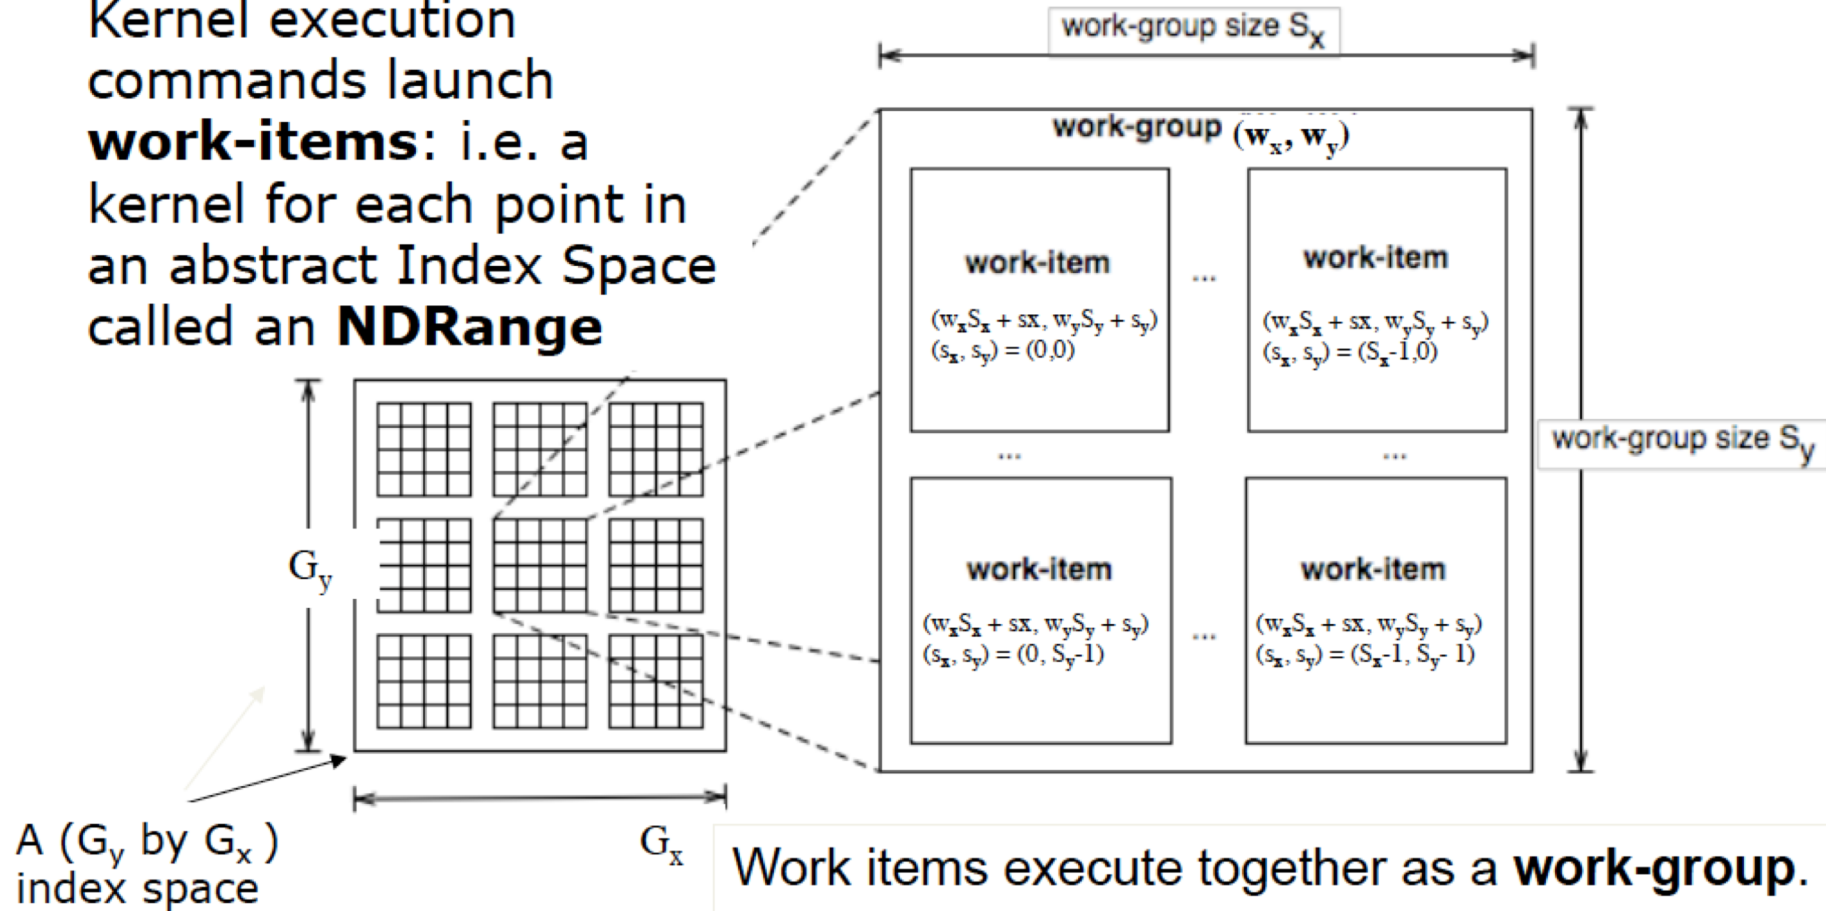 Kernel execution
commands launch
work-items: i.e. a
kernel for each point in
an abstract Index Space
called an NDRange
work-group size Sx
work-group (wx, wy)
work-item
(wxSx + sx, wySy + sy)
(sx, sy) = (0,0)
...
work-item
(wxSx + sx, wySy + sy)
(sx, sy) = (Sx-1,0)
...
...
work-group size Sy
work-item
(wxSx + sx, wySy + sy)
(sx, sy) = (0, Sy-1)
...
work-item
(wxSx + sx, wySy + sy)
(sx, sy) = (Sx-1, Sy- 1)
Gy
Gx
A (Gy by Gx )
index space
Work items execute together as a work-group.